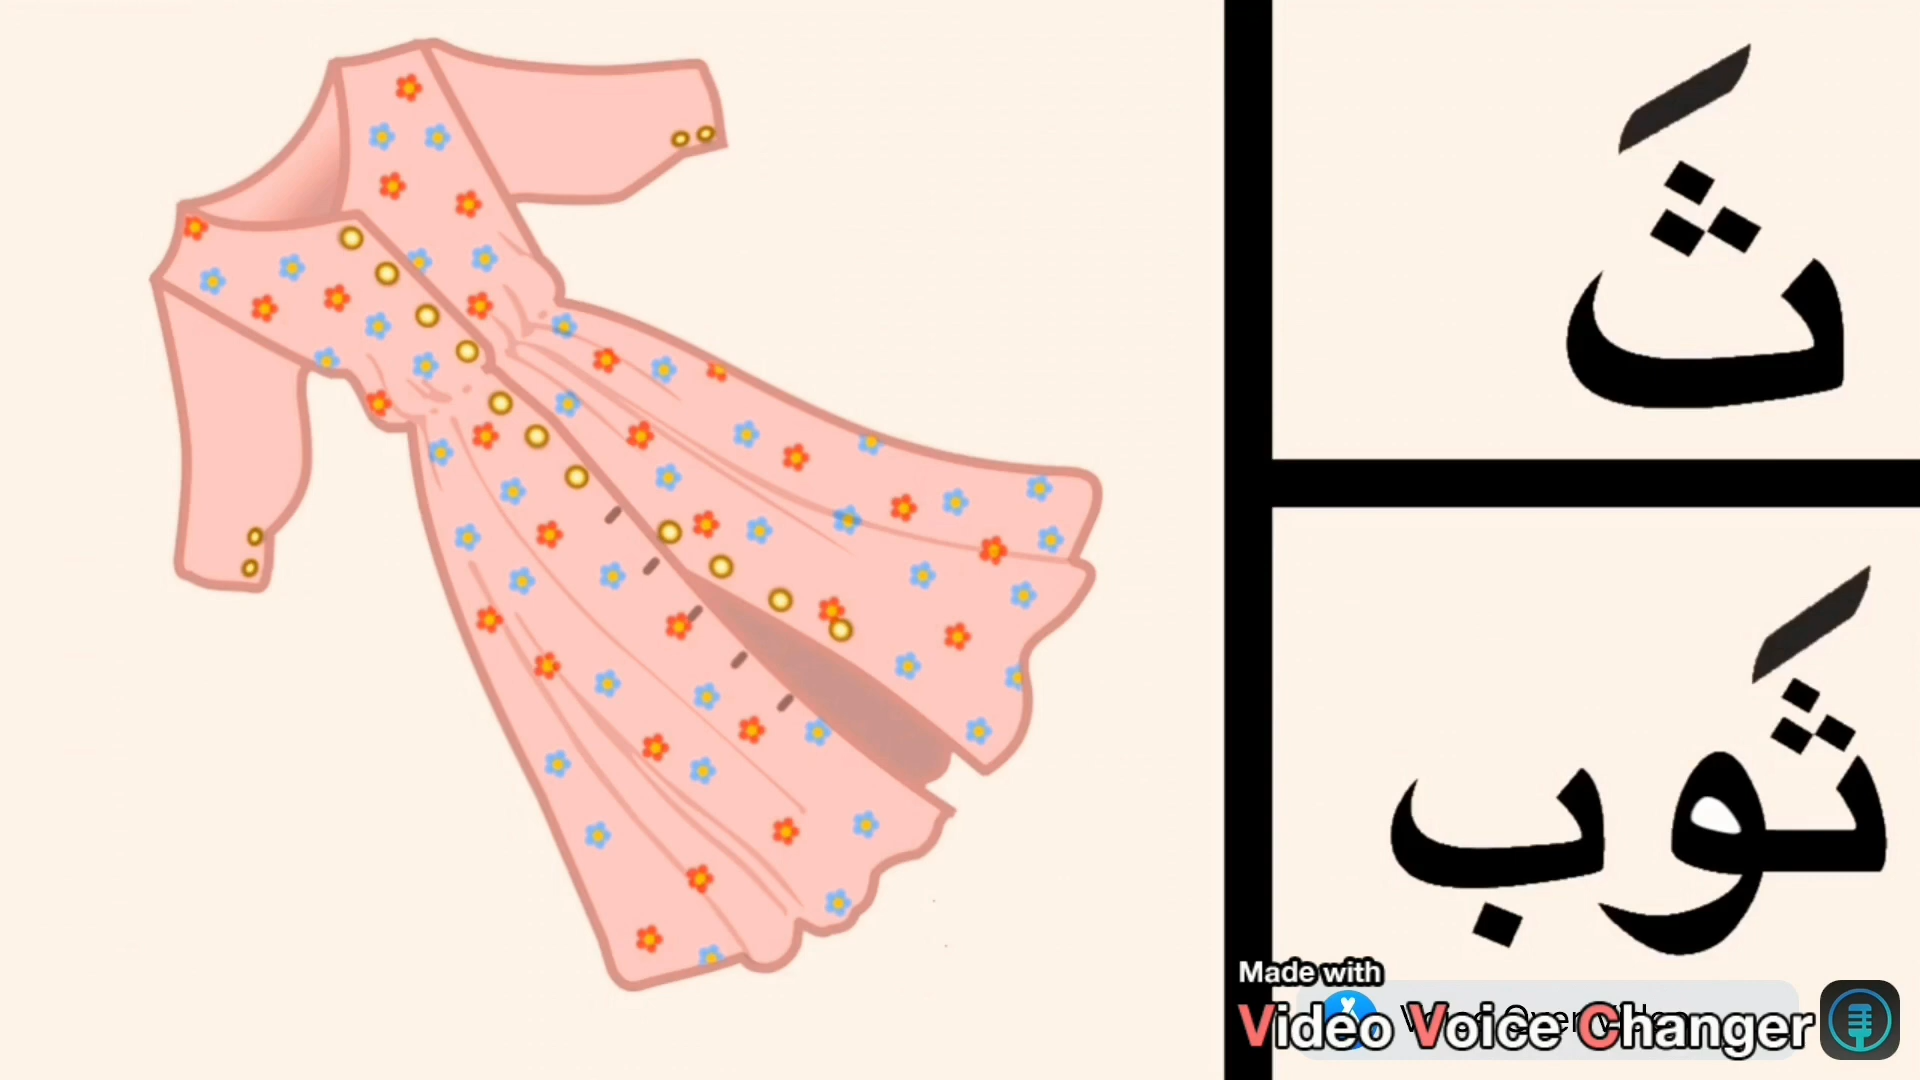 ثَ
ثَوب
Made with
Video Voice Changer